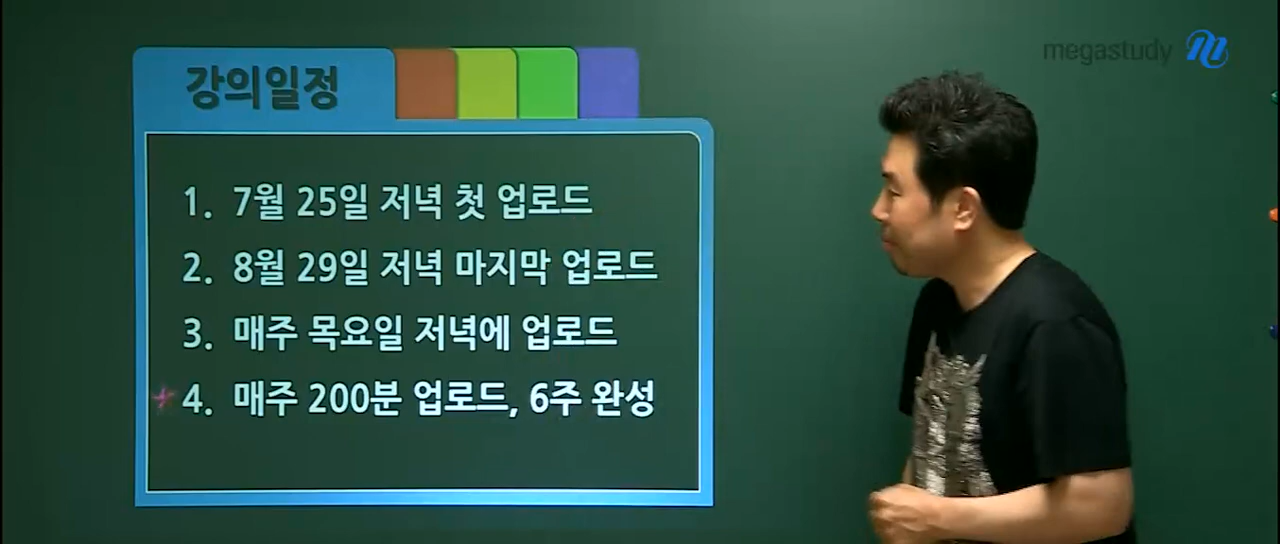 megastudy
강의일정
1. 7월 25일 저녁 첫 업로드
2. 8월 29일 저녁 마지막 업로드
3. 매주 목요일 저녁에 업로드
4. 매주 200분 업로드, 6주 완성